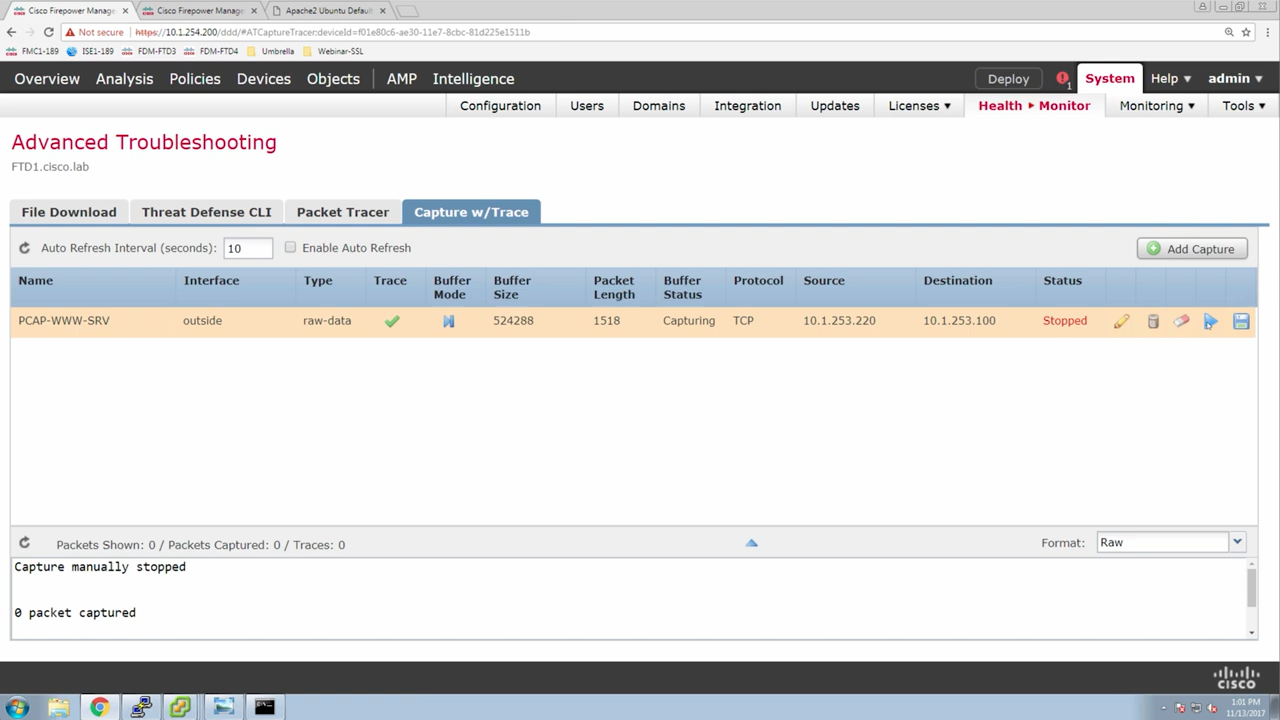 Cisco Firepower Manage × Cisco Firepower Manage × Apache2 Ubuntu Default ×
Not secure https://10.1.254.200/ddd/#ATCaptureTracer:deviceId=f01e80c6-ae30-11e7-8cbc-81d225e1511b
FMC1-189 ISE1-189 FDM-FTD3 FDM-FTD4 Umbrella Webinar-SSL
Overview Analysis Policies Devices Objects AMP Intelligence Deploy 1 System Help ▾ admin ▾
Configuration Users Domains Integration Updates Licenses ▾ Health ▸ Monitor Monitoring ▾ Tools ▾
Advanced Troubleshooting
FTD1.cisco.lab
File Download Threat Defense CLI Packet Tracer Capture w/Trace
Auto Refresh Interval (seconds): 10 Enable Auto Refresh Add Capture
Name Interface Type Trace Buffer Mode Buffer Size Packet Length Buffer Status Protocol Source Destination Status
PCAP-WWW-SRV outside raw-data 524288 1518 Capturing TCP 10.1.253.220 10.1.253.100 Stopped
Packets Shown: 0 / Packets Captured: 0 / Traces: 0 Format: Raw
Capture manually stopped
0 packet captured
cisco
1:01 PM
11/13/2017